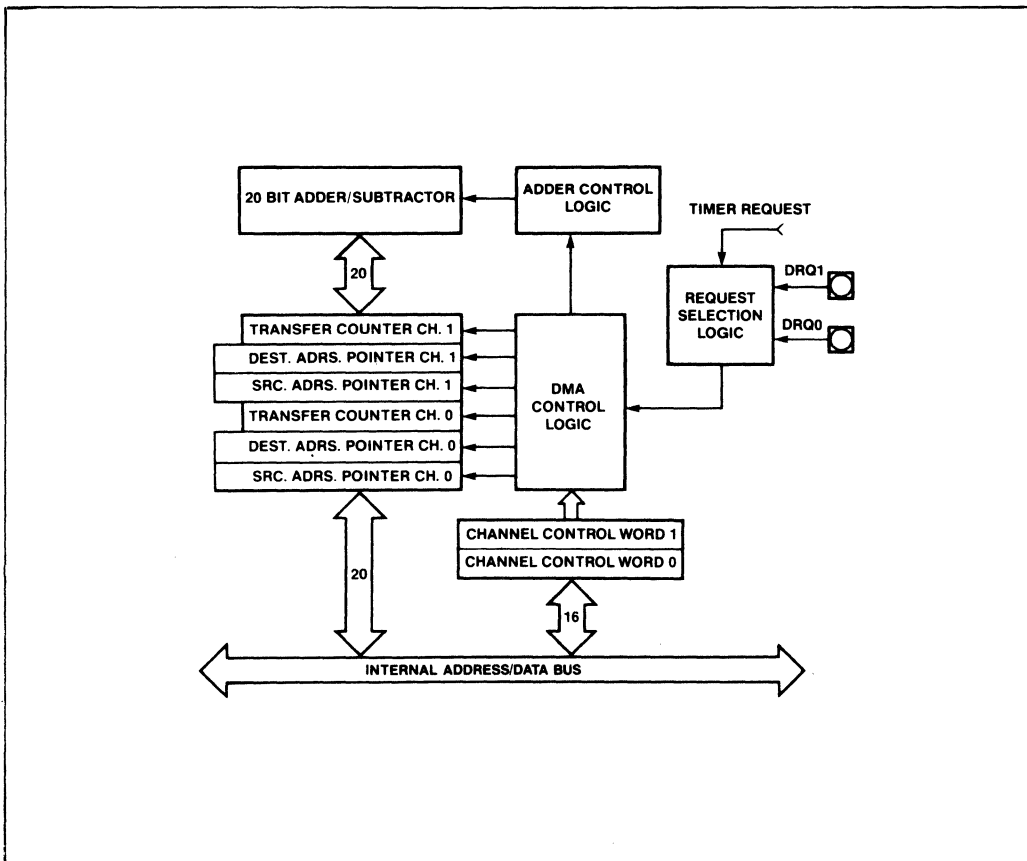 20 BIT ADDER/SUBTRACTOR
ADDER CONTROL
LOGIC
TIMER REQUEST
20
REQUEST
SELECTION
LOGIC
DRQ1
DRQ0
TRANSFER COUNTER CH. 1
DEST. ADRS. POINTER CH. 1
SRC. ADRS. POINTER CH. 1
TRANSFER COUNTER CH. 0
DEST. ADRS. POINTER CH. 0
SRC. ADRS. POINTER CH. 0
DMA
CONTROL
LOGIC
CHANNEL CONTROL WORD 1
CHANNEL CONTROL WORD 0
20
16
INTERNAL ADDRESS/DATA BUS